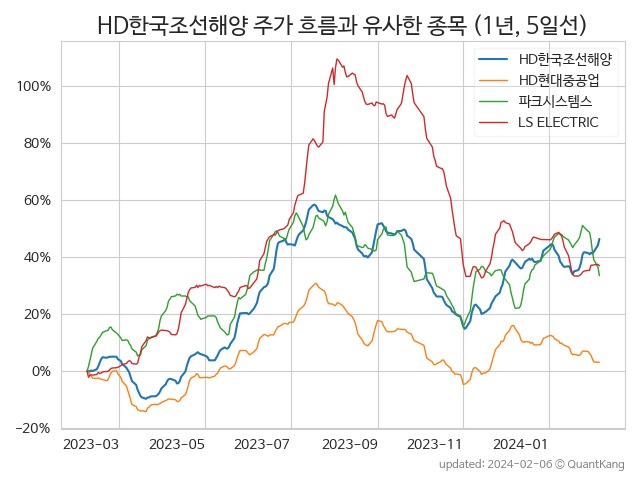 HD한국조선해양 주가 흐름과 유사한 종목 (1년, 5일선)
HD한국조선해양
HD현대중공업
파크시스템스
LS ELECTRIC
100%
80%
60%
40%
20%
0%
−20%
2023-03 2023-05 2023-07 2023-09 2023-11 2024-01
updated: 2024-02-06 © QuantKang